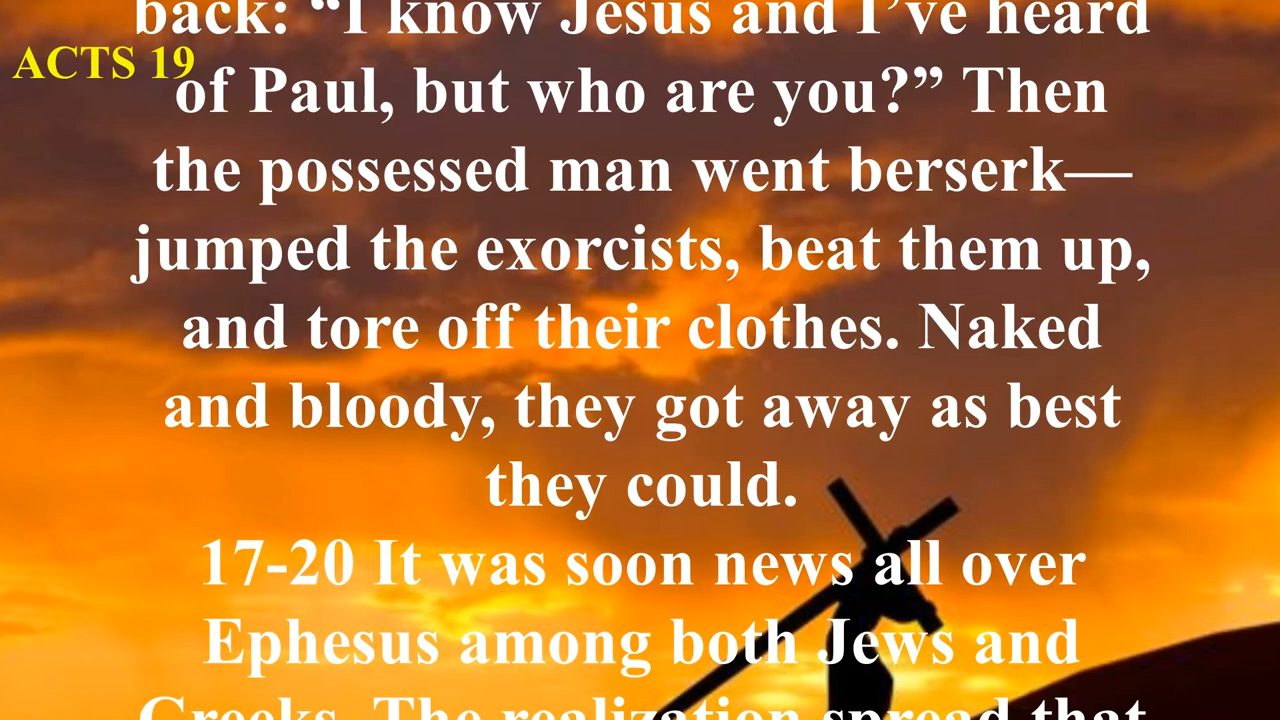 back: “I know Jesus and I’ve heard
ACTS 19
of Paul, but who are you?” Then
the possessed man went berserk—
jumped the exorcists, beat them up,
and tore off their clothes. Naked
and bloody, they got away as best
they could.
17-20 It was soon news all over
Ephesus among both Jews and
Greeks. The realization spread that